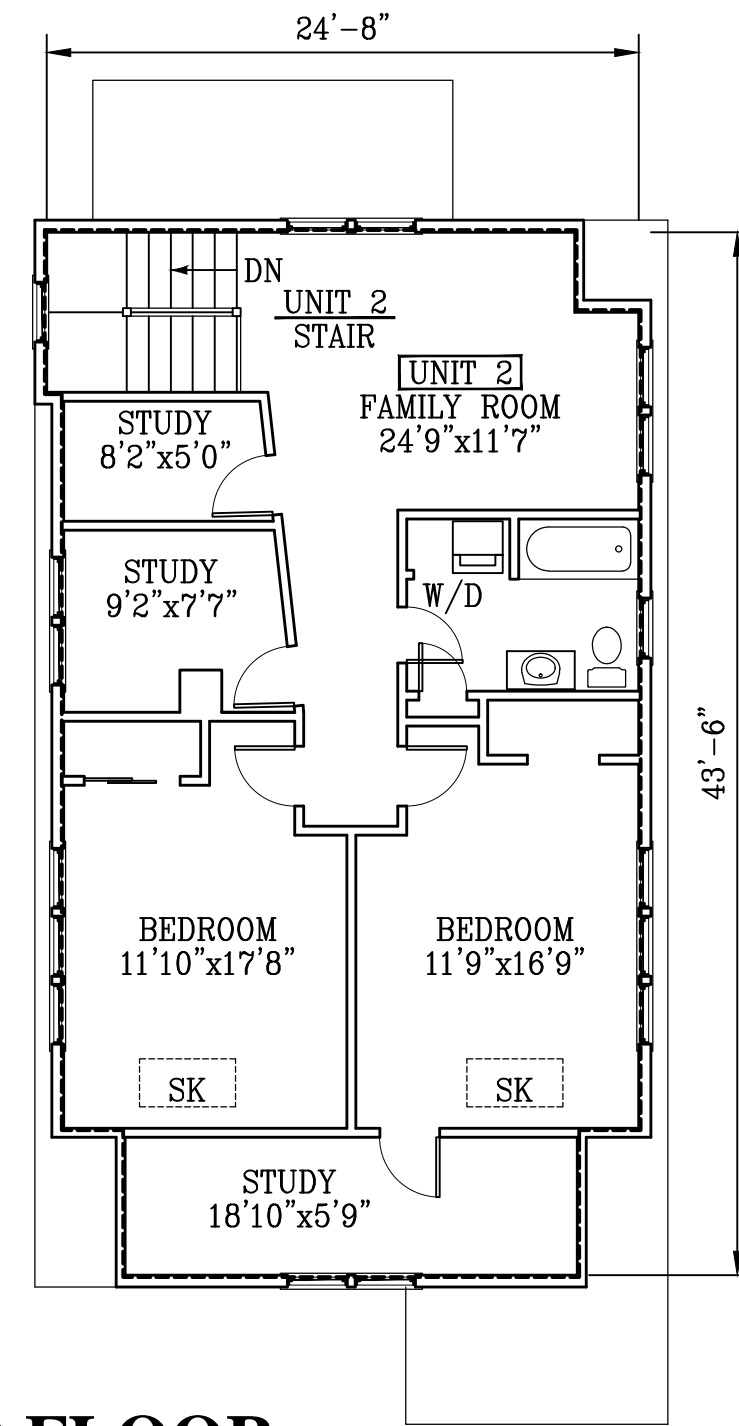 24'-8"
DN
UNIT 2
STAIR
UNIT 2
FAMILY ROOM
24'9"x11'7"
STUDY
8'2"x5'0"
STUDY
9'2"x7'7"
W/D
43'-6"
BEDROOM
11'10"x17'8"
BEDROOM
11'9"x16'9"
SK
SK
STUDY
18'10"x5'9"
FLOOR